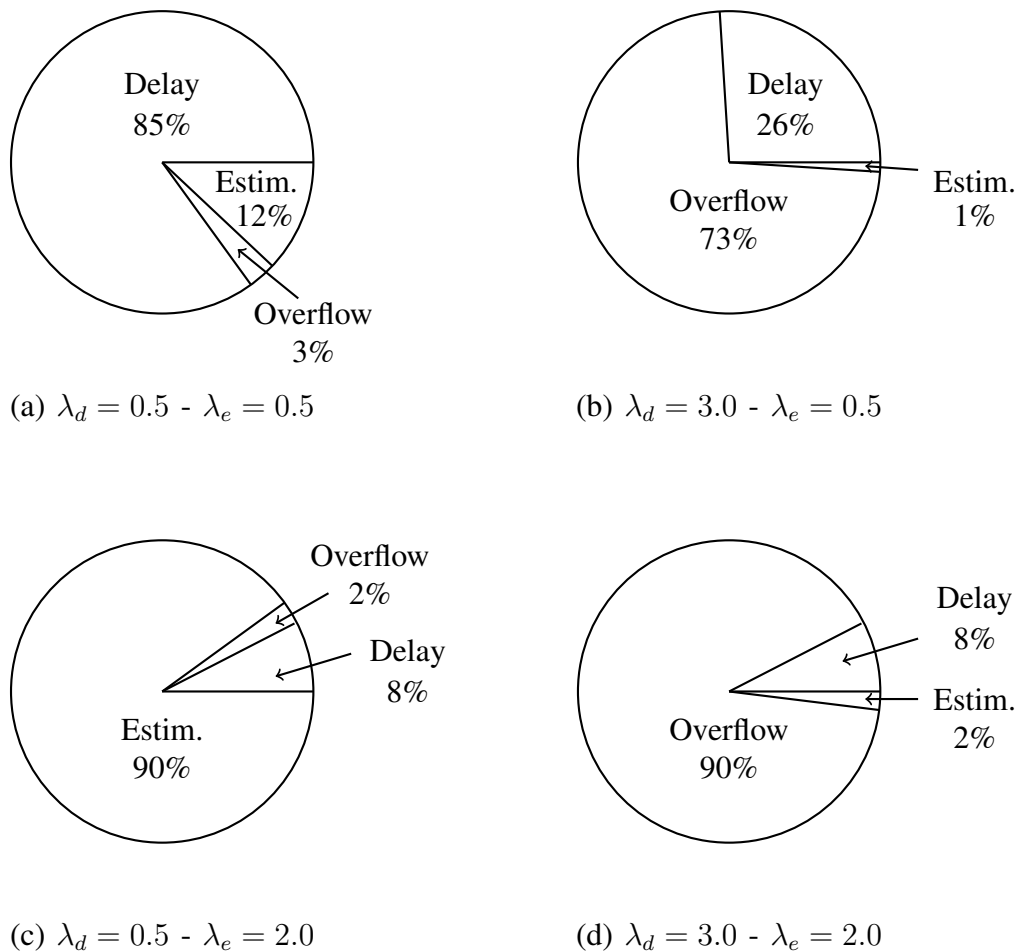 Delay
85%
Estim.
12%
Overflow
3%
(a) λ_d = 0.5 - λ_e = 0.5
Delay
26%
Overflow
73%
Estim.
1%
(b) λ_d = 3.0 - λ_e = 0.5
Overflow
2%
Delay
8%
Estim.
90%
(c) λ_d = 0.5 - λ_e = 2.0
Delay
8%
Estim.
2%
Overflow
90%
(d) λ_d = 3.0 - λ_e = 2.0